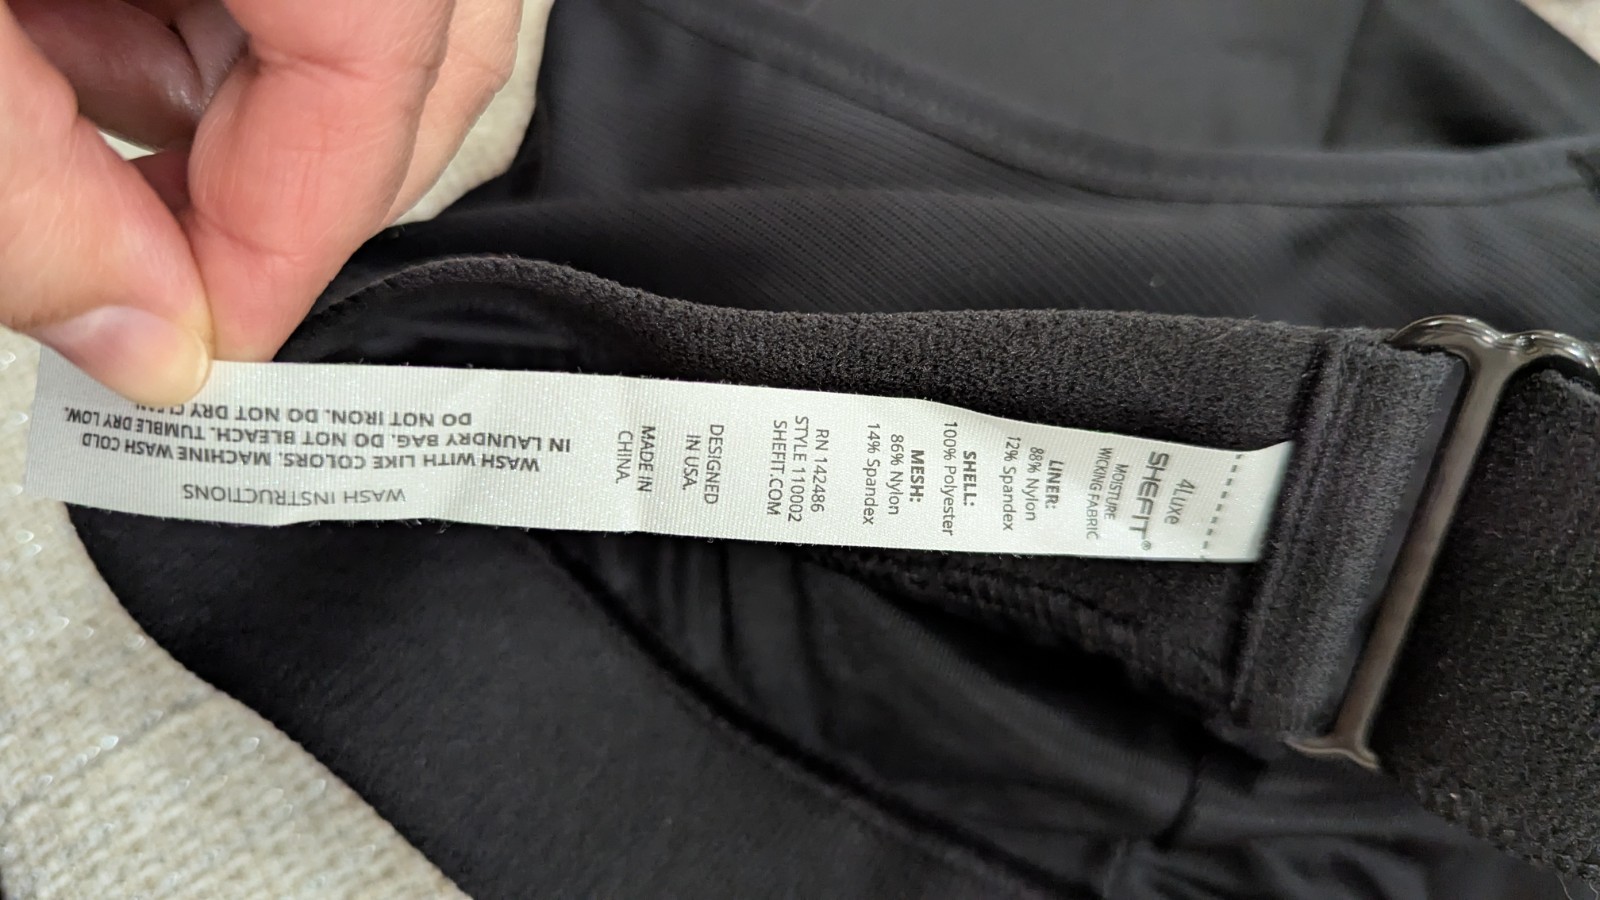 4Luxe
SHEFIT®
MOISTURE
WICKING FABRIC
LINER:
88% Nylon
12% Spandex
SHELL:
100% Polyester
MESH:
86% Nylon
14% Spandex
RN 142486
STYLE 110002
SHEFIT.COM
DESIGNED
IN USA.
MADE IN
CHINA.
WASH INSTRUCTIONS
MACHINE WASH COLD
WASH WITH LIKE COLORS.
IN LAUNDRY BAG. DO NOT BLEACH. TUMBLE DRY LOW.
DO NOT IRON. DO NOT DRY CLEAN